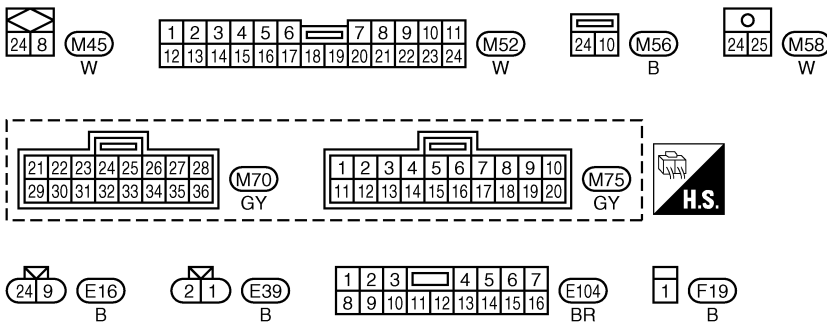 24 8 M45
W
1 2 3 4 5 6 7 8 9 10 11
12 13 14 15 16 17 18 19 20 21 22 23 24
M52
W
24 10 M56
B
24 25 M58
W
21 22 23 24 25 26 27 28
29 30 31 32 33 34 35 36
M70
GY
1 2 3 4 5 6 7 8 9 10
11 12 13 14 15 16 17 18 19 20
M75
GY
H.S.
24 9 E16
B
2 1 E39
B
1 2 3 4 5 6 7
8 9 10 11 12 13 14 15 16
E104
BR
1 F19
B